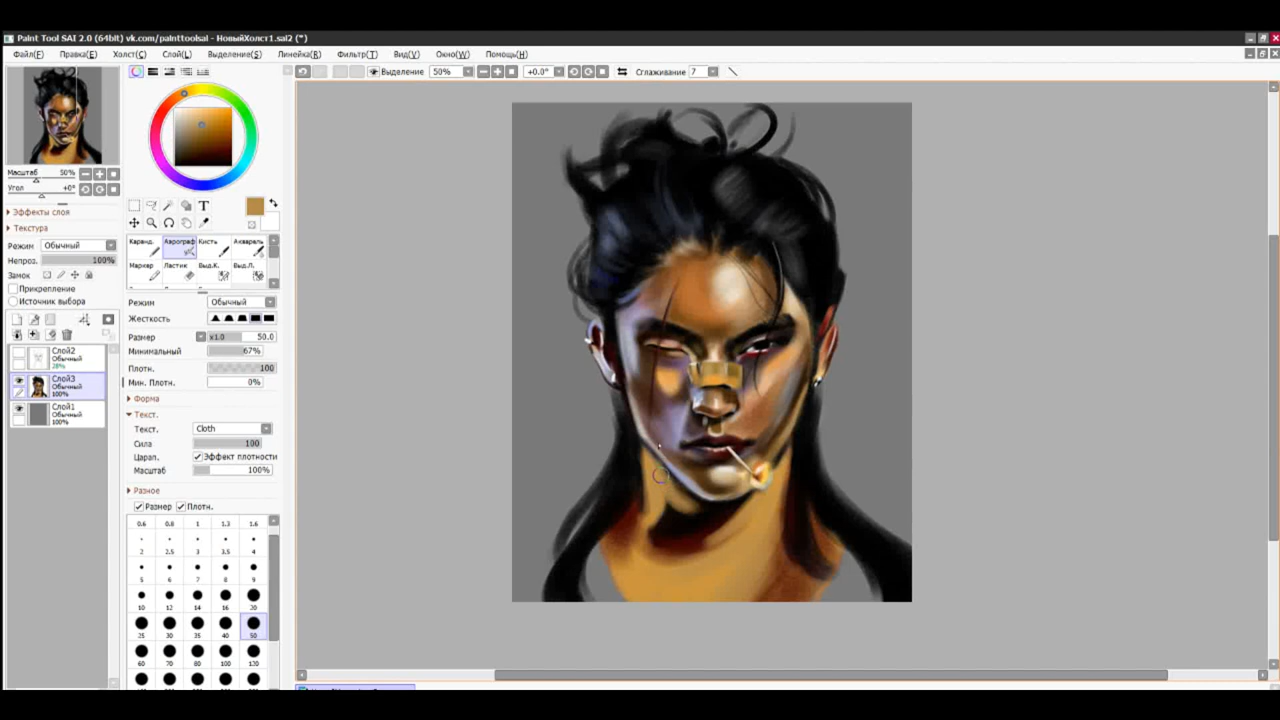 Paint Tool SAI 2.0 (64bit) vk.com/painttoolsai - НовыйХолст1.sai2 (*)
Файл(F) Правка(E) Холст(C) Слой(L) Выделение(S) Линейка(R) Фильтр(T) Вид(V) Окно(W) Помощь(H)
Выделение 50% +0.0° Сглаживание 7
Масштаб 50%
Угол +0°
Эффекты слоя
Текстура
Режим Обычный
Непроз. 100%
Замок
Прикрепление
Источник выбора
Слой2
Обычный
28%
Слой3
Обычный
100%
Слой1
Обычный
100%
T
Каранд. Аэрограф Кисть Акварель
Маркер Ластик Выд.К. Выд.Л.
Режим Обычный
Жесткость
Размер x1.0 50.0
Минимальный 67%
Плотн. 100
Мин. Плотн. 0%
Форма
Текст.
Текст. Cloth
Сила 100
Царап. Эффект плотности
Масштаб 100%
Разное
Размер Плотн.
0.6 0.8 1 1.3 1.6
2 2.5 3 3.5 4
5 6 7 8 9
10 12 14 16 20
25 30 35 40 50
60 70 80 100 120